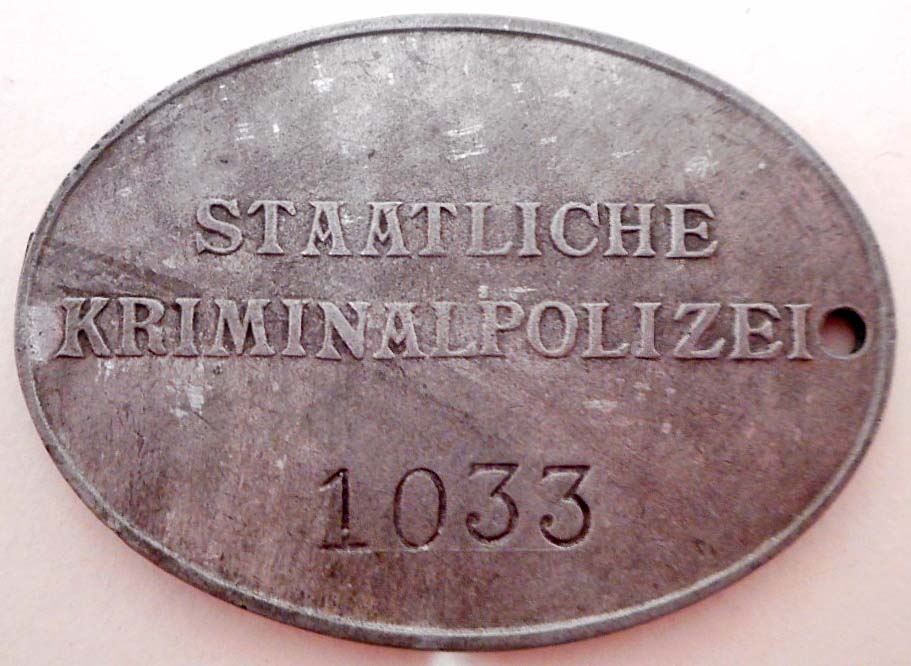 STAATLICHE
KRIMINALPOLIZEI
1033